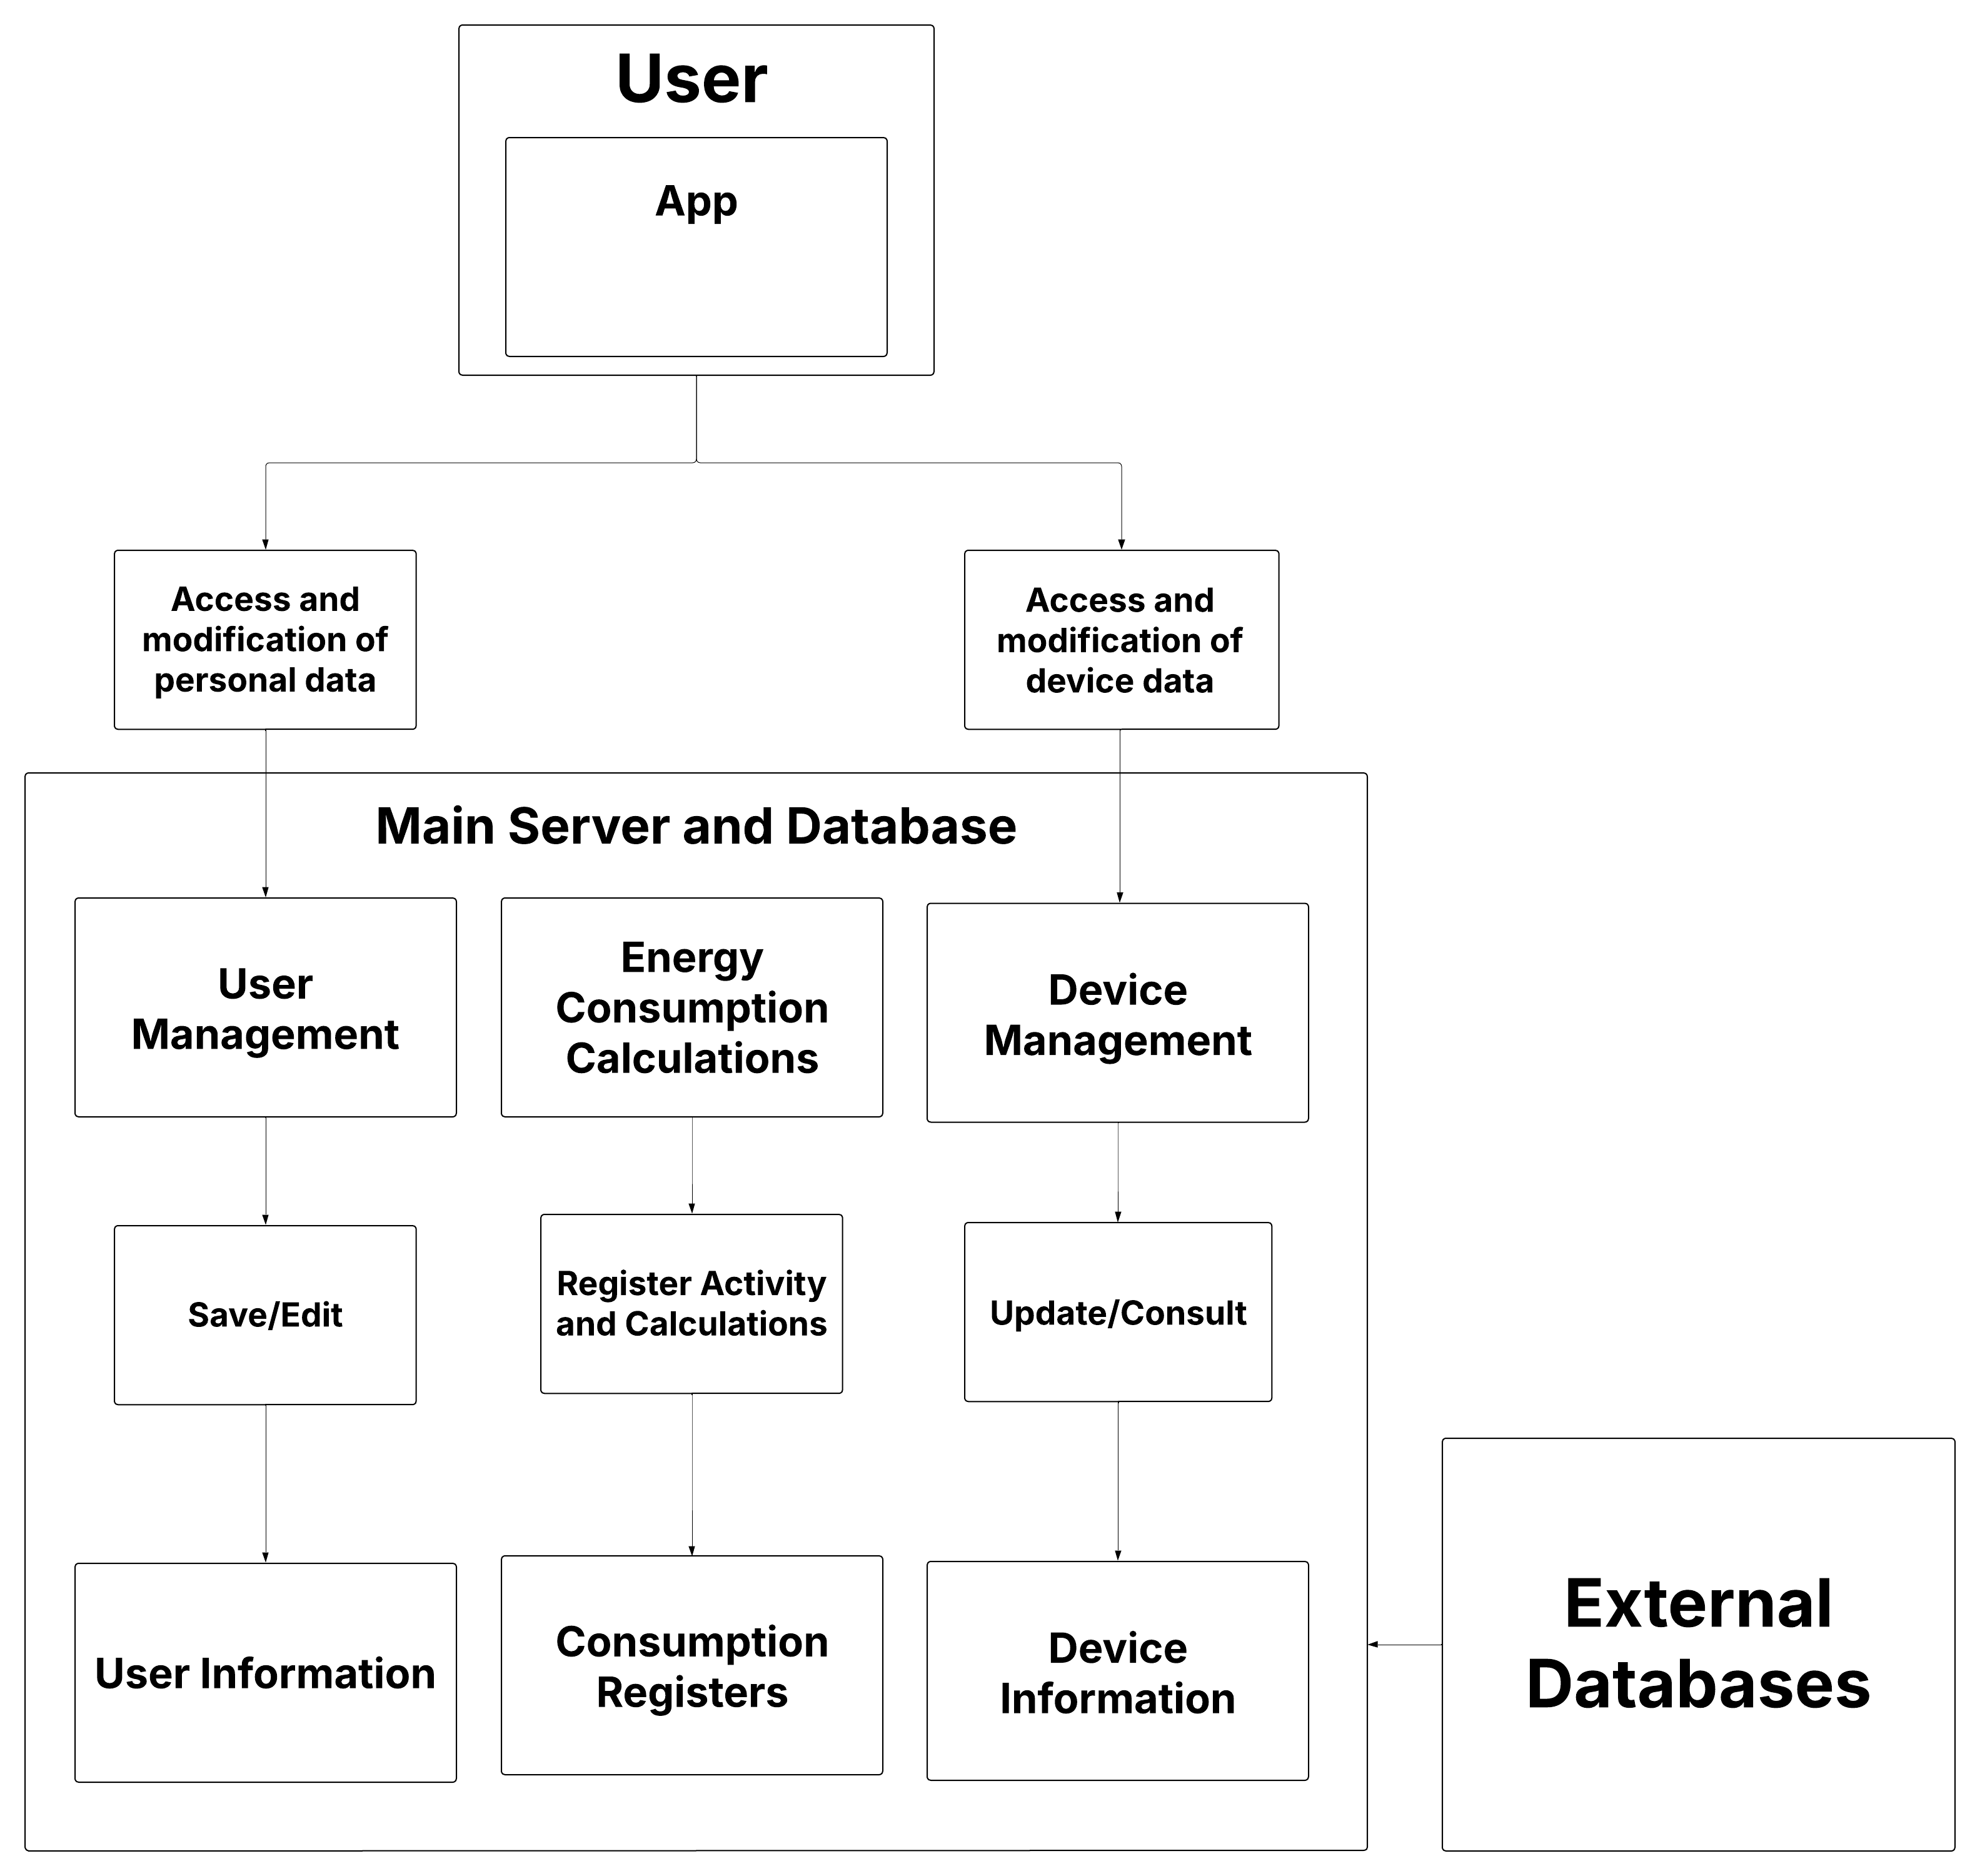 User
App
Access and
modification of
personal data
Access and
modification of
device data
Main Server and Database
User
Management
Energy
Consumption
Calculations
Device
Management
Save/Edit
Register Activity
and Calculations
Update/Consult
User Information
Consumption
Registers
Device
Information
External
Databases